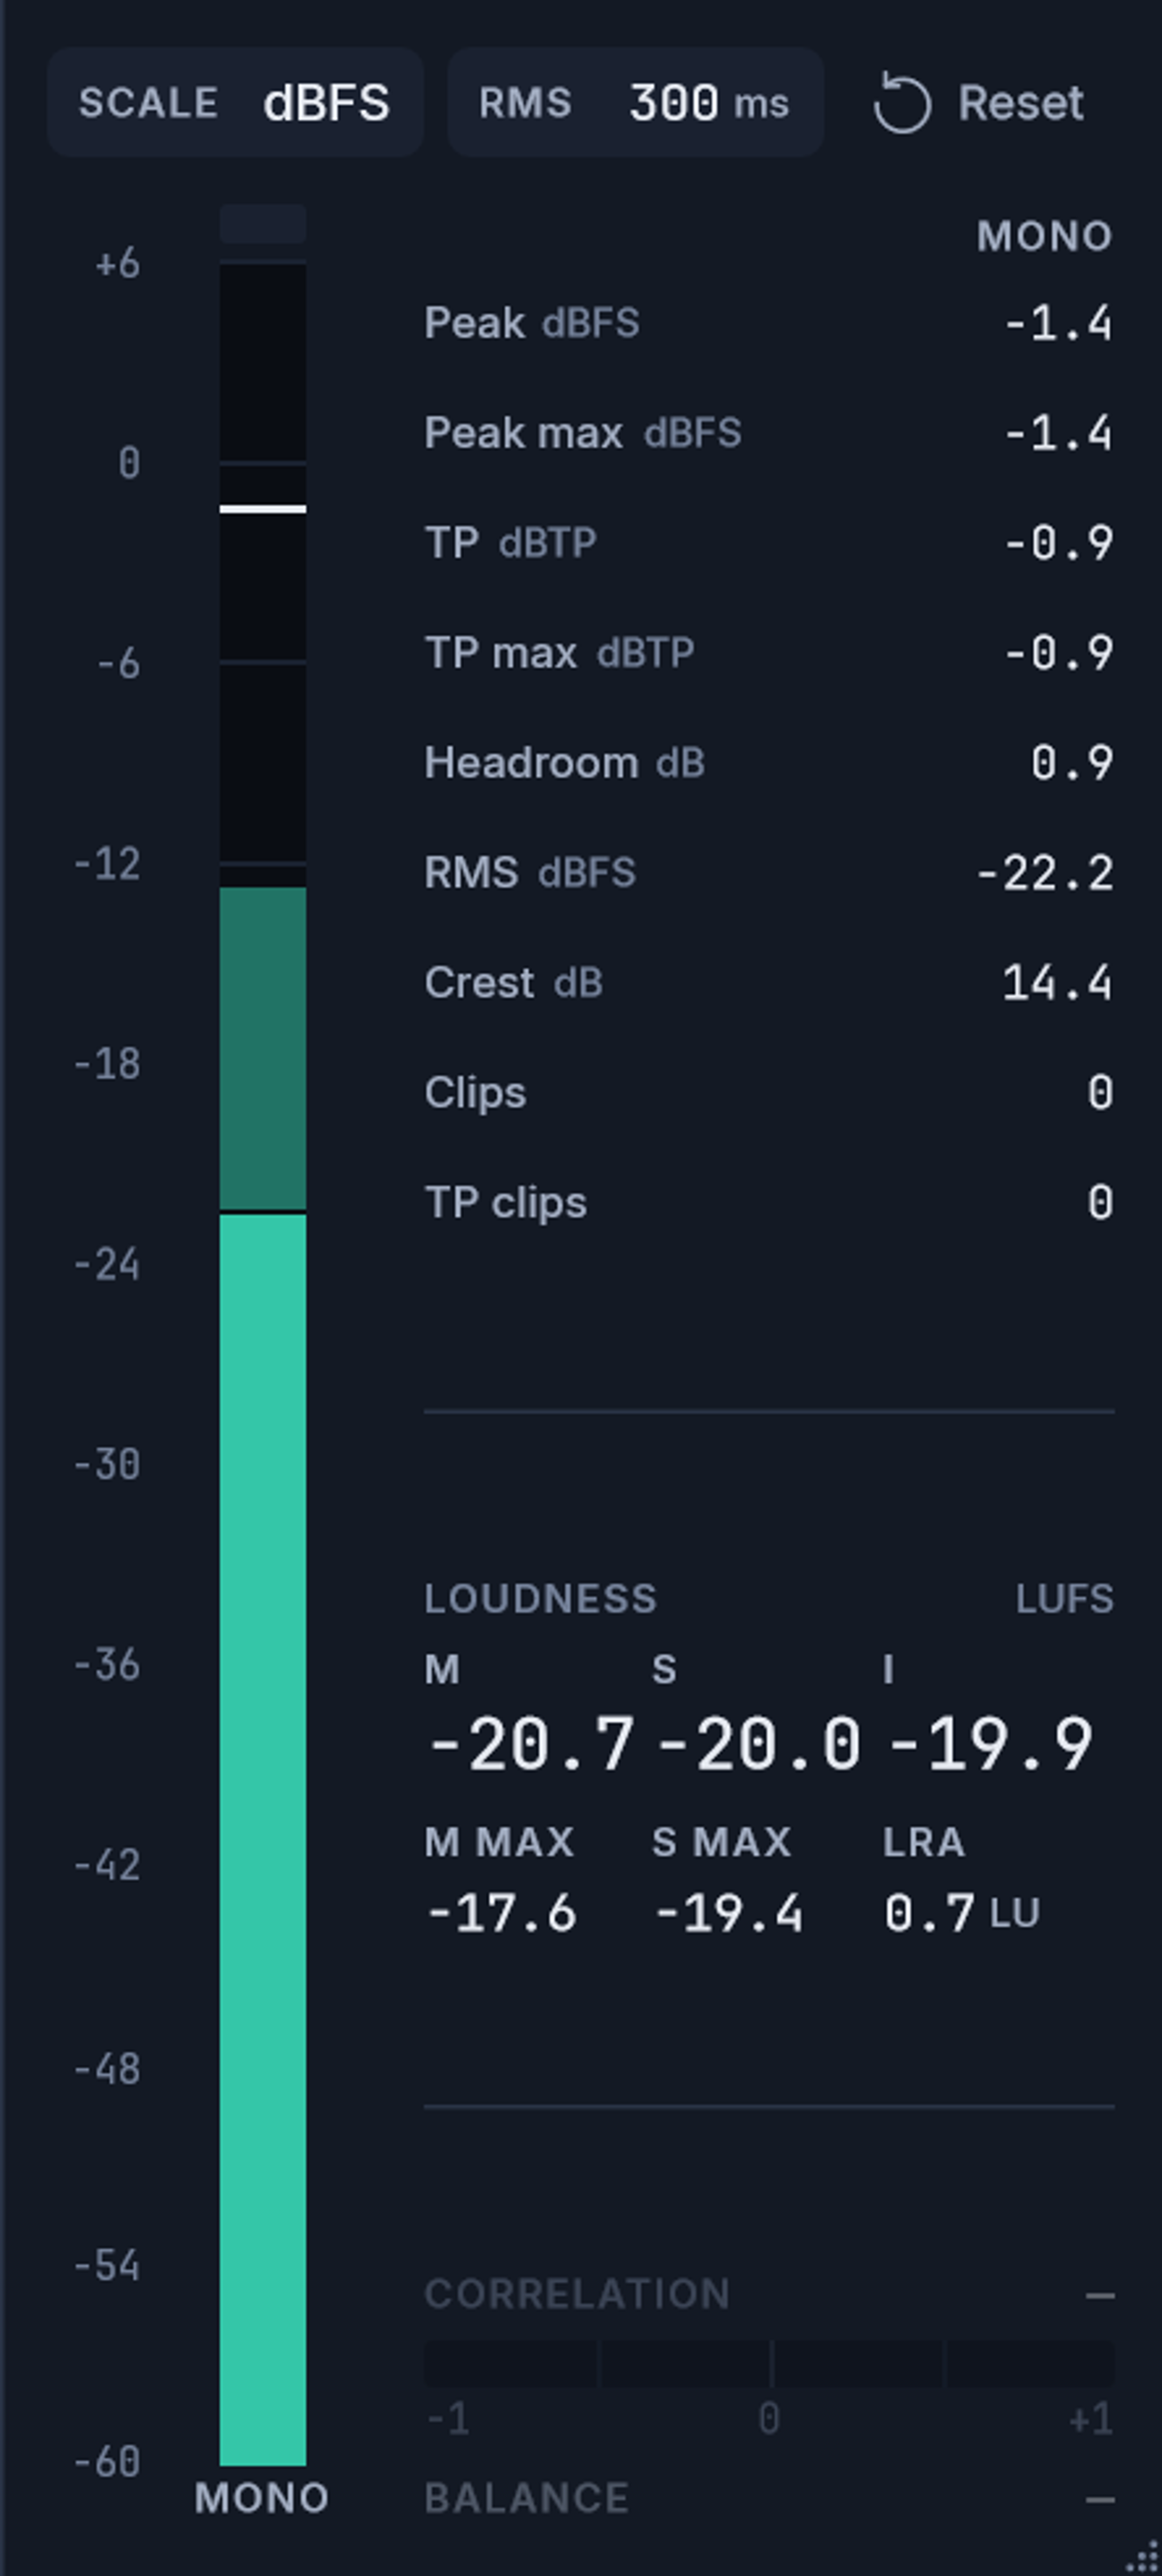 SCALE dBFS RMS 300 ms Reset
MONO
+6
Peak dBFS -1.4
Peak max dBFS -1.4
0
TP dBTP -0.9
TP max dBTP -0.9
-6
Headroom dB 0.9
-12
RMS dBFS -22.2
Crest dB 14.4
-18
Clips 0
TP clips 0
-24
-30
LOUDNESS LUFS
-36
M S I
-20.7 -20.0 -19.9
M MAX S MAX LRA
-42
-17.6 -19.4 0.7 LU
-48
-54
CORRELATION –
-1 0 +1
-60
MONO
BALANCE –